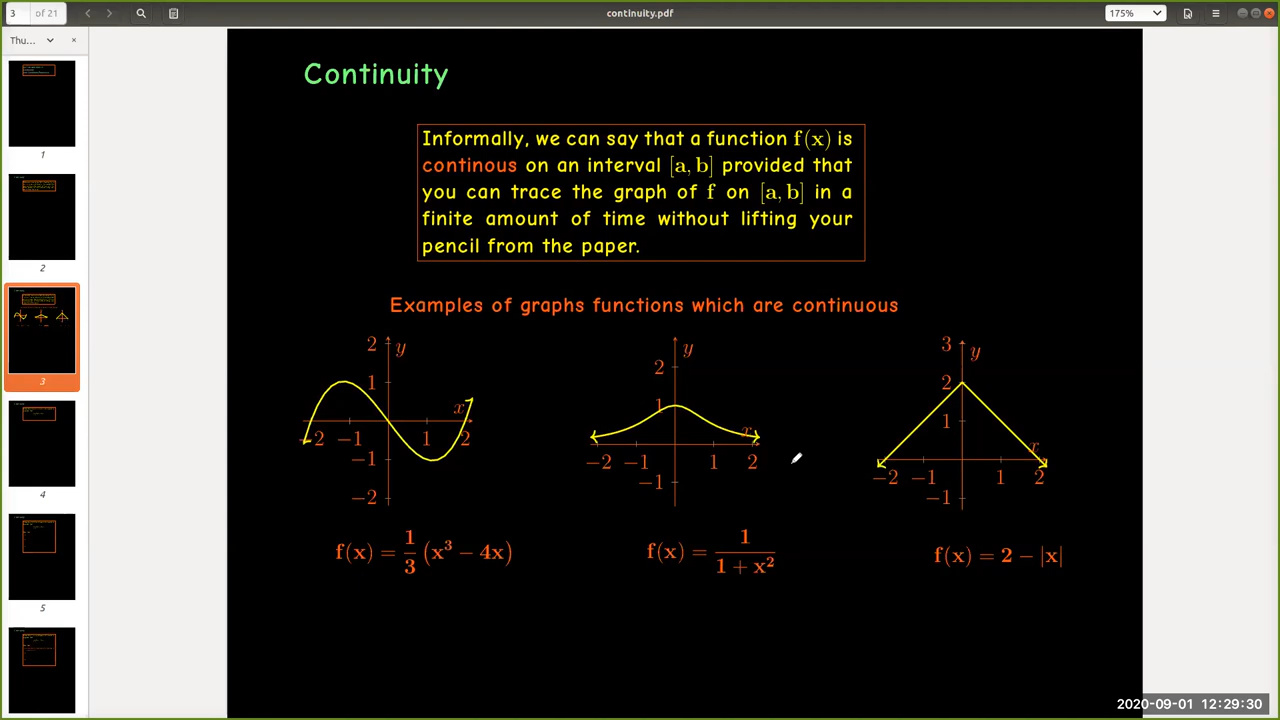 3 of 21
continuity.pdf
175%
Thu...
1
2
3
4
5
Continuity
Informally, we can say that a function f(x) is
continous on an interval [a, b] provided that
you can trace the graph of f on [a, b] in a
finite amount of time without lifting your
pencil from the paper.
Examples of graphs functions which are continuous
2 y
1
x
−2 −1 1 2
−1
−2
f(x) = 1/3 (x³ − 4x)
y
2
1
x
−2 −1 1 2
−1
f(x) = 1/(1 + x²)
3 y
2
1
x
−2 −1 1 2
−1
f(x) = 2 − |x|
2020-09-01 12:29:30